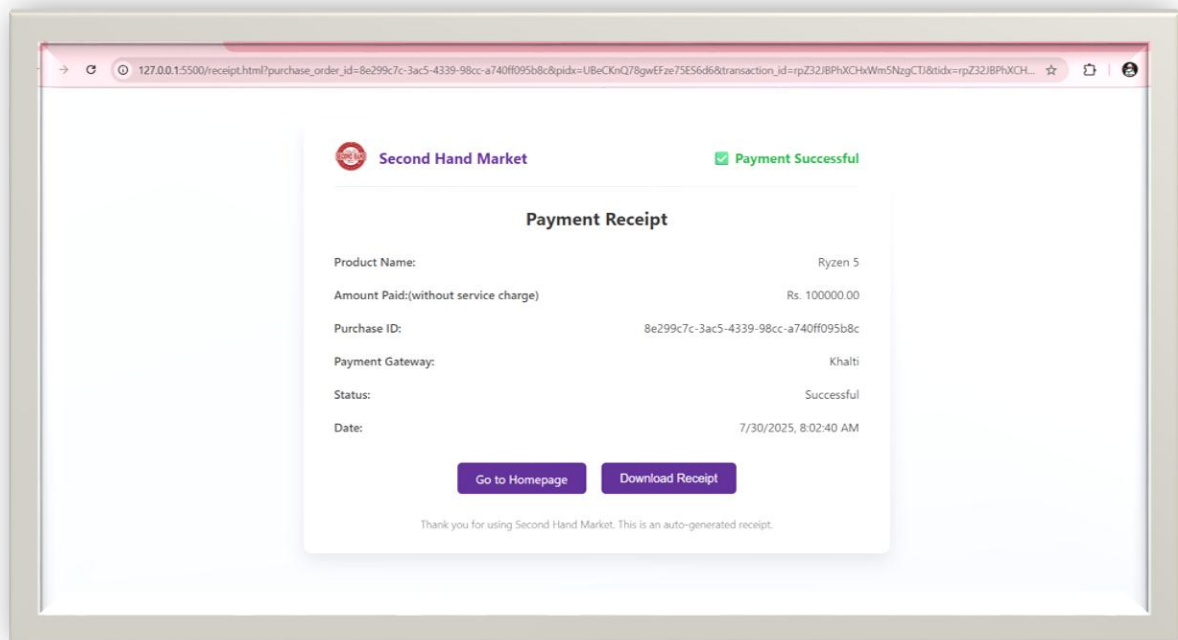 127.0.0.1:5500/receipt.html?purchase_order_id=8e299c7c-3ac5-4339-98cc-a740ff095b8c&pidx=UBeCKnQ78gwEFze75ES6d6&transaction_id=rpZ32JBPhXCHxWm5NzgCTJ&tidx=rpZ32JBPhXCH...
SECOND HAND
Second Hand Market
Payment Successful
Payment Receipt
Product Name: Ryzen 5
Amount Paid:(without service charge) Rs. 100000.00
Purchase ID: 8e299c7c-3ac5-4339-98cc-a740ff095b8c
Payment Gateway: Khalti
Status: Successful
Date: 7/30/2025, 8:02:40 AM
Go to Homepage
Download Receipt
Thank you for using Second Hand Market. This is an auto-generated receipt.